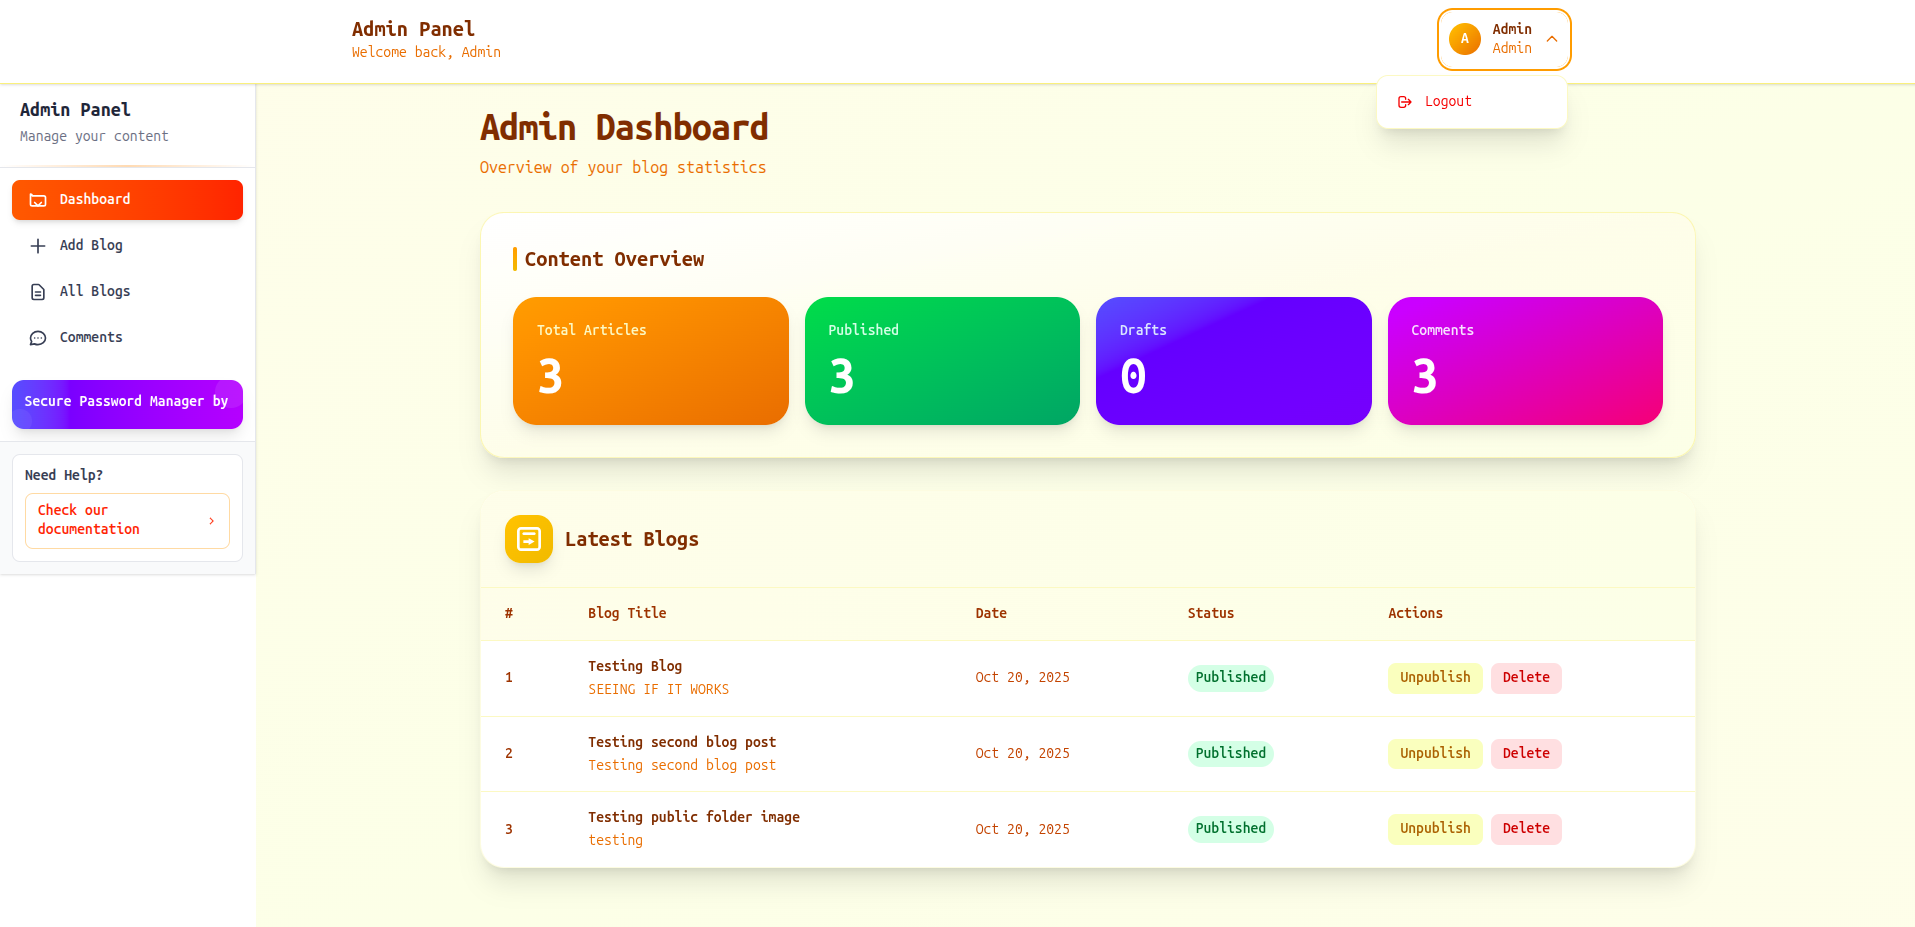 Admin Panel
Welcome back, Admin
A
Admin
Admin
Logout
Admin Panel
Manage your content
Dashboard
Add Blog
All Blogs
Comments
Secure Password Manager by
Need Help?
Check our
documentation
Admin Dashboard
Overview of your blog statistics
Content Overview
Total Articles
3
Published
3
Drafts
0
Comments
3
Latest Blogs
# Blog Title Date Status Actions
1 Testing Blog Oct 20, 2025 Published Unpublish Delete
SEEING IF IT WORKS
2 Testing second blog post Oct 20, 2025 Published Unpublish Delete
Testing second blog post
3 Testing public folder image Oct 20, 2025 Published Unpublish Delete
testing